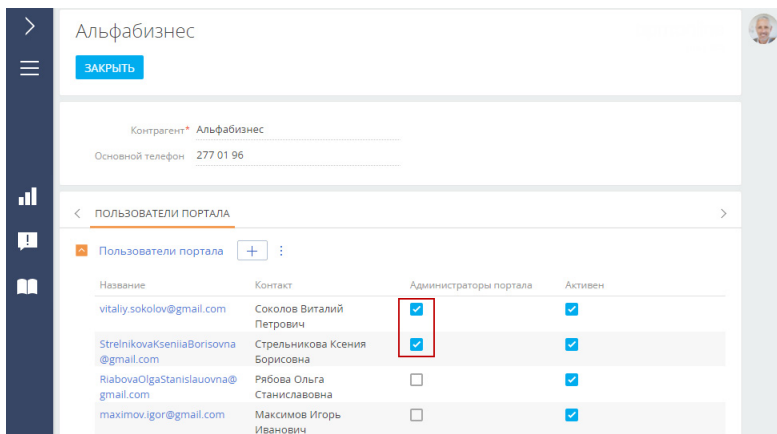 Альфабизнес
ЗАКРЫТЬ
Контрагент* Альфабизнес
Основной телефон 277 01 96
ПОЛЬЗОВАТЕЛИ ПОРТАЛА
Пользователи портала
Название Контакт Администраторы портала Активен
vitaliy.sokolov@gmail.com Соколов Виталий
Петрович
StrelnikovaKseniiaBorisovna Стрельникова Ксения
@gmail.com Борисовна
RiabovaOlgaStanislauovna@ Рябова Ольга
gmail.com Станиславовна
maximov.igor@gmail.com Максимов Игорь
Иванович